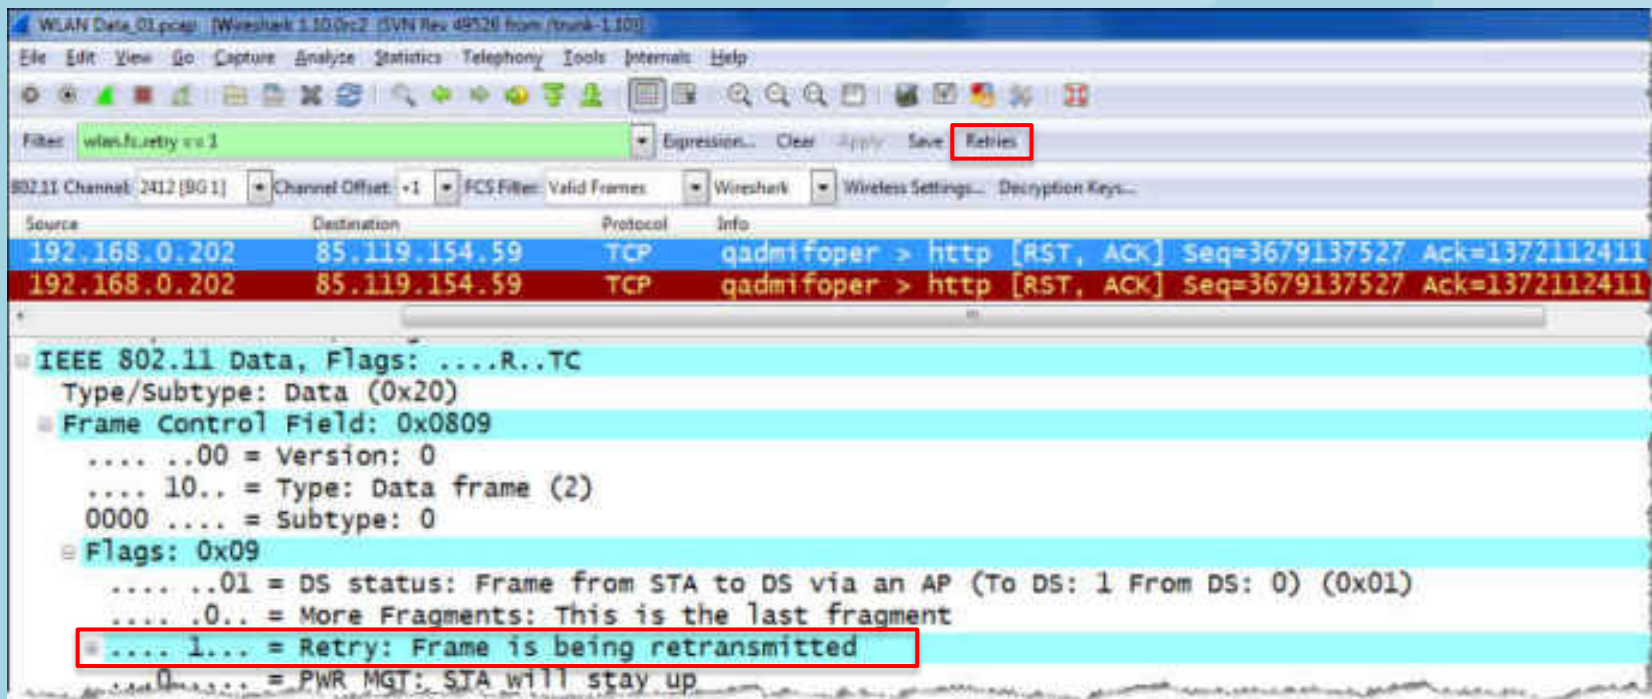 WLAN Data_01.pcap [Wireshark 1.10.0rc2 (SVN Rev 49526 from /trunk-1.10)]
File Edit View Go Capture Analyze Statistics Telephony Tools Internals Help
Filter: wlan.fc.retry == 1 Expression... Clear Apply Save Retries
802.11 Channel: 2412 [BG 1] Channel Offset: +1 FCS Filter: Valid Frames Wireshark Wireless Settings... Decryption Keys...
Source Destination Protocol Info
192.168.0.202 85.119.154.59 TCP qadmifoper > http [RST, ACK] Seq=3679137527 Ack=1372112411
192.168.0.202 85.119.154.59 TCP qadmifoper > http [RST, ACK] Seq=3679137527 Ack=1372112411
IEEE 802.11 Data, Flags: ....R..TC
Type/Subtype: Data (0x20)
Frame Control Field: 0x0809
.... ..00 = Version: 0
.... 10.. = Type: Data frame (2)
0000 .... = Subtype: 0
Flags: 0x09
.... ..01 = DS status: Frame from STA to DS via an AP (To DS: 1 From DS: 0) (0x01)
.... .0.. = More Fragments: This is the last fragment
.... 1... = Retry: Frame is being retransmitted
...0 .... = PWR MGT: STA will stay up